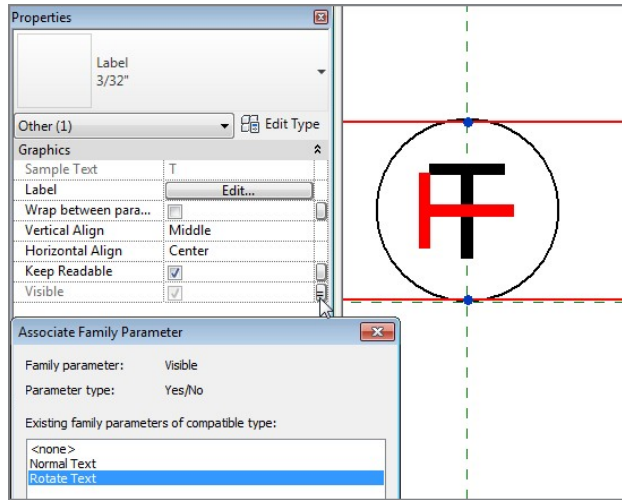 Properties
Label
3/32"
Other (1)
Edit Type
Graphics
Sample Text T
Label Edit...
Wrap between para...
Vertical Align Middle
Horizontal Align Center
Keep Readable
Visible
Associate Family Parameter
Family parameter: Visible
Parameter type: Yes/No
Existing family parameters of compatible type:
<none>
Normal Text
Rotate Text
T
T